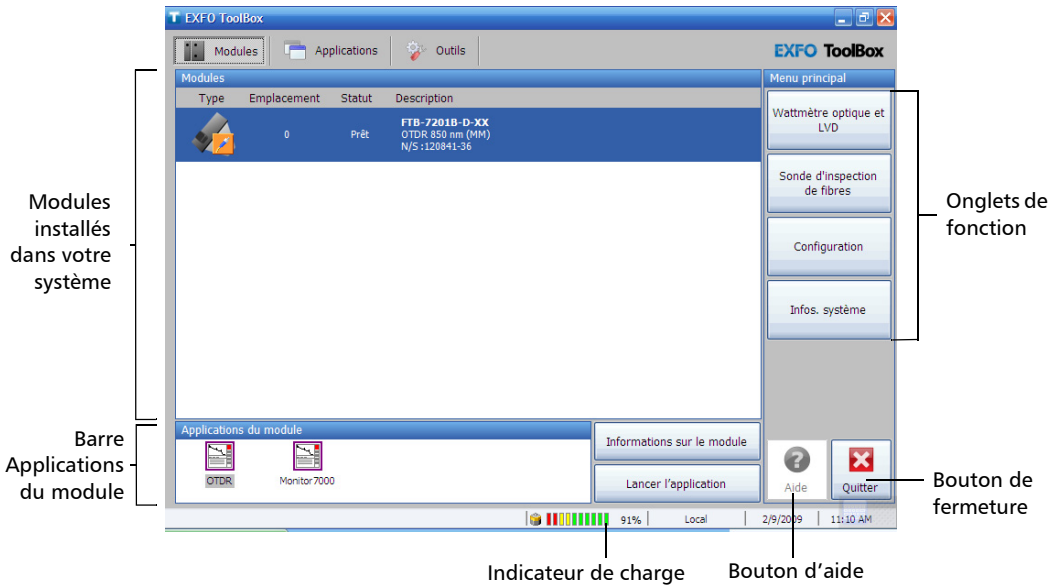 EXFO ToolBox
Modules
Applications
Outils
EXFO ToolBox
Modules
Type Emplacement Statut Description
0 Prêt
FTB-7201B-D-XX
OTDR 850 nm (MM)
N/S :120841-36
Menu principal
Wattmètre optique et
LVD
Sonde d'inspection
de fibres
Configuration
Infos. système
Modules
installés
dans votre
système
Onglets de
fonction
Applications du module
OTDR
Monitor 7000
Informations sur le module
Lancer l'application
Aide
Quitter
Barre
Applications
du module
Bouton de
fermeture
91%
Local
2/9/2009
11:10 AM
Indicateur de charge
Bouton d'aide